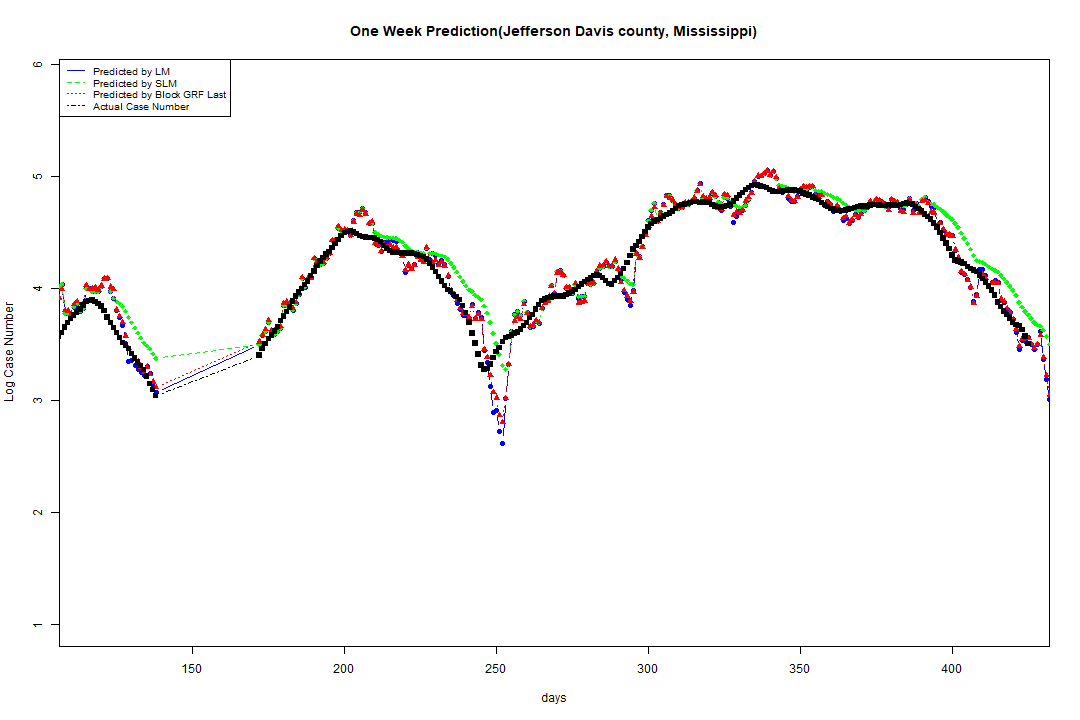 One Week Prediction(Jefferson Davis county, Mississippi)
Predicted by LM
Predicted by SLM
Predicted by Block GRF Last
Actual Case Number
Log Case Number
6
5
4
3
2
1
150 200 250 300 350 400
days